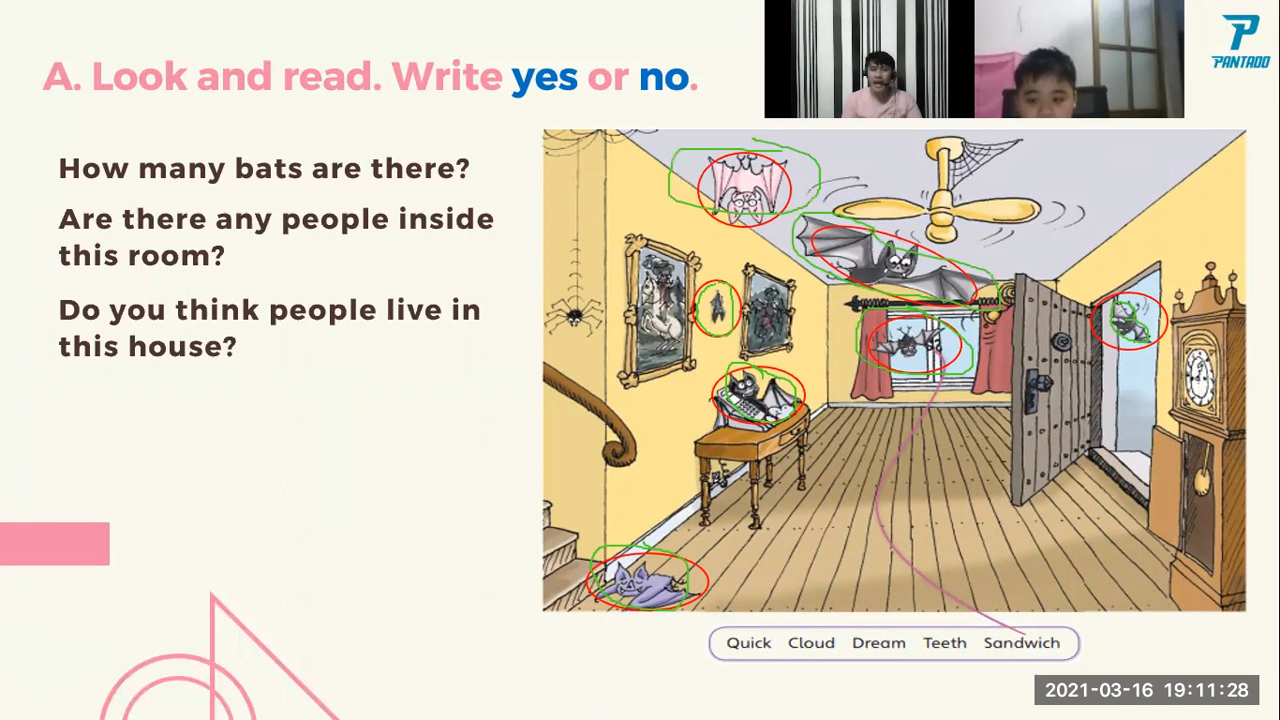 A. Look and read. Write yes or no.
PANTADO
How many bats are there?
Are there any people inside
this room?
Do you think people live in
this house?
Quick Cloud Dream Teeth Sandwich
2021-03-16 19:11:28